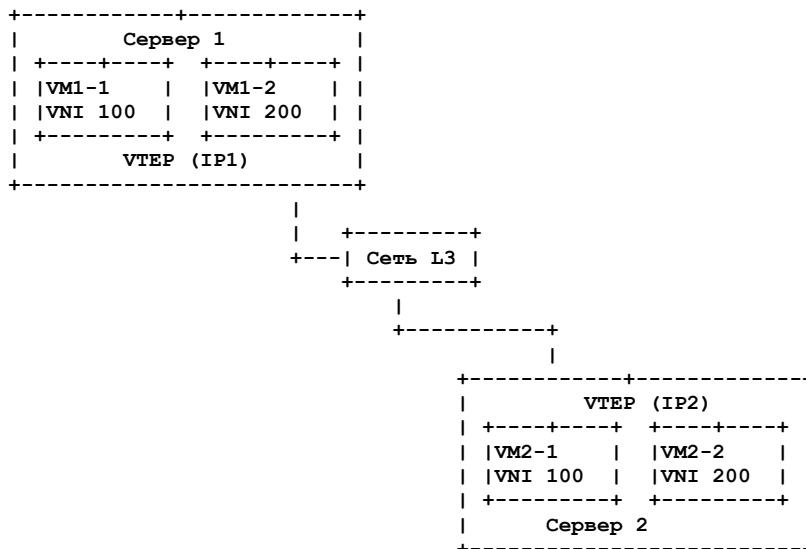 Сервер 1
VM1-1 VM1-2
VNI 100 VNI 200
VTEP (IP1)
Сеть L3
VTEP (IP2)
VM2-1 VM2-2
VNI 100 VNI 200
Сервер 2